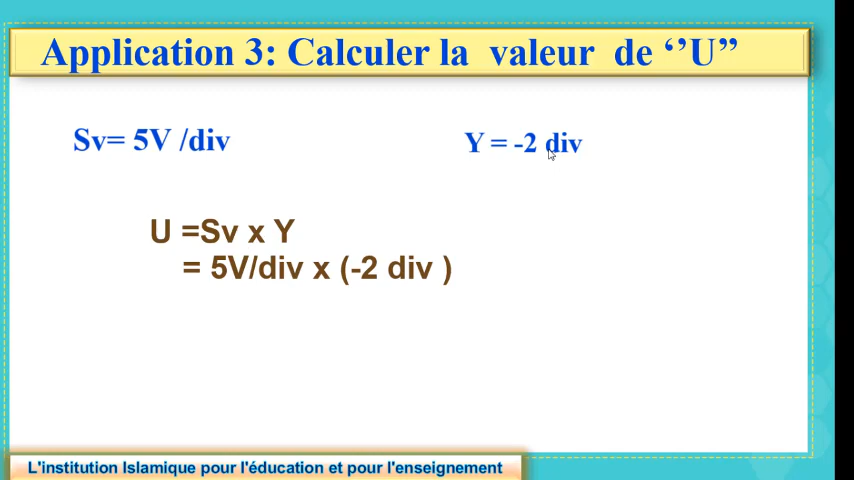 Application 3: Calculer la valeur de ‘’U’’
Sv= 5V /div
Y = -2 div
U =Sv x Y
= 5V/div x (-2 div )
L'institution Islamique pour l'éducation et pour l'enseignement